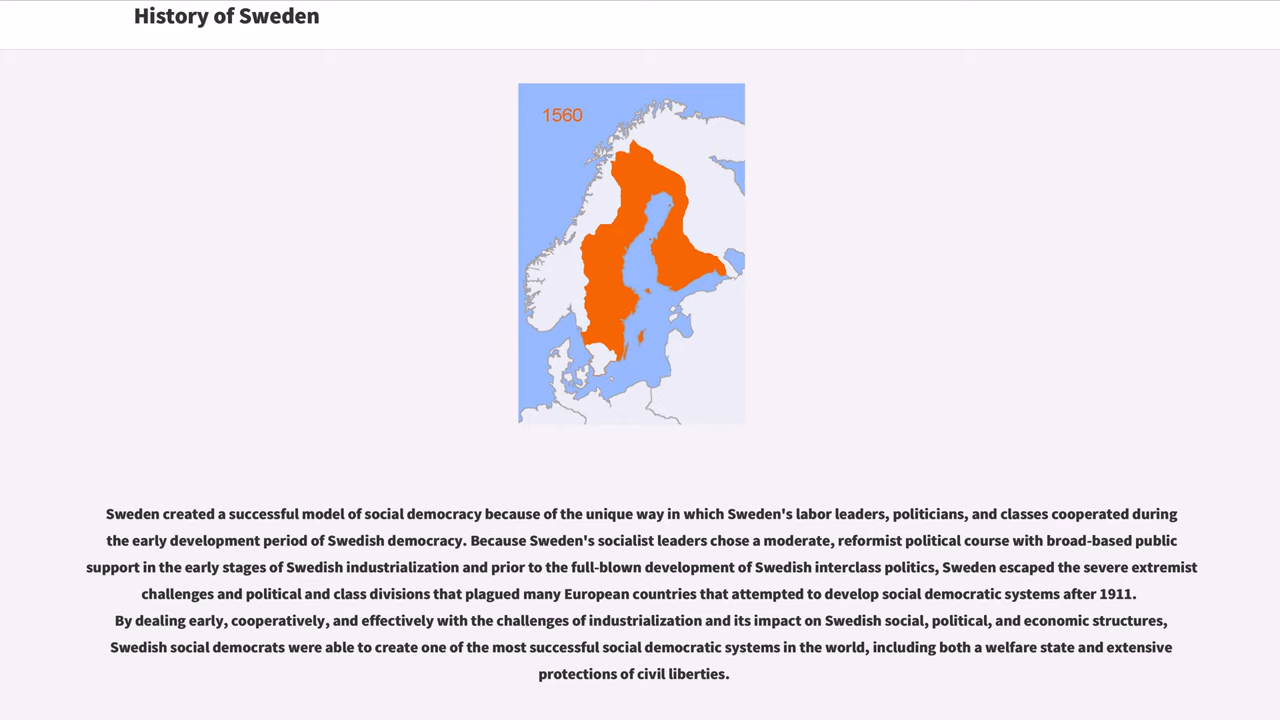 History of Sweden
1560
Sweden created a successful model of social democracy because of the unique way in which Sweden's labor leaders, politicians, and classes cooperated during
the early development period of Swedish democracy. Because Sweden's socialist leaders chose a moderate, reformist political course with broad-based public
support in the early stages of Swedish industrialization and prior to the full-blown development of Swedish interclass politics, Sweden escaped the severe extremist
challenges and political and class divisions that plagued many European countries that attempted to develop social democratic systems after 1911.
By dealing early, cooperatively, and effectively with the challenges of industrialization and its impact on Swedish social, political, and economic structures,
Swedish social democrats were able to create one of the most successful social democratic systems in the world, including both a welfare state and extensive
protections of civil liberties.